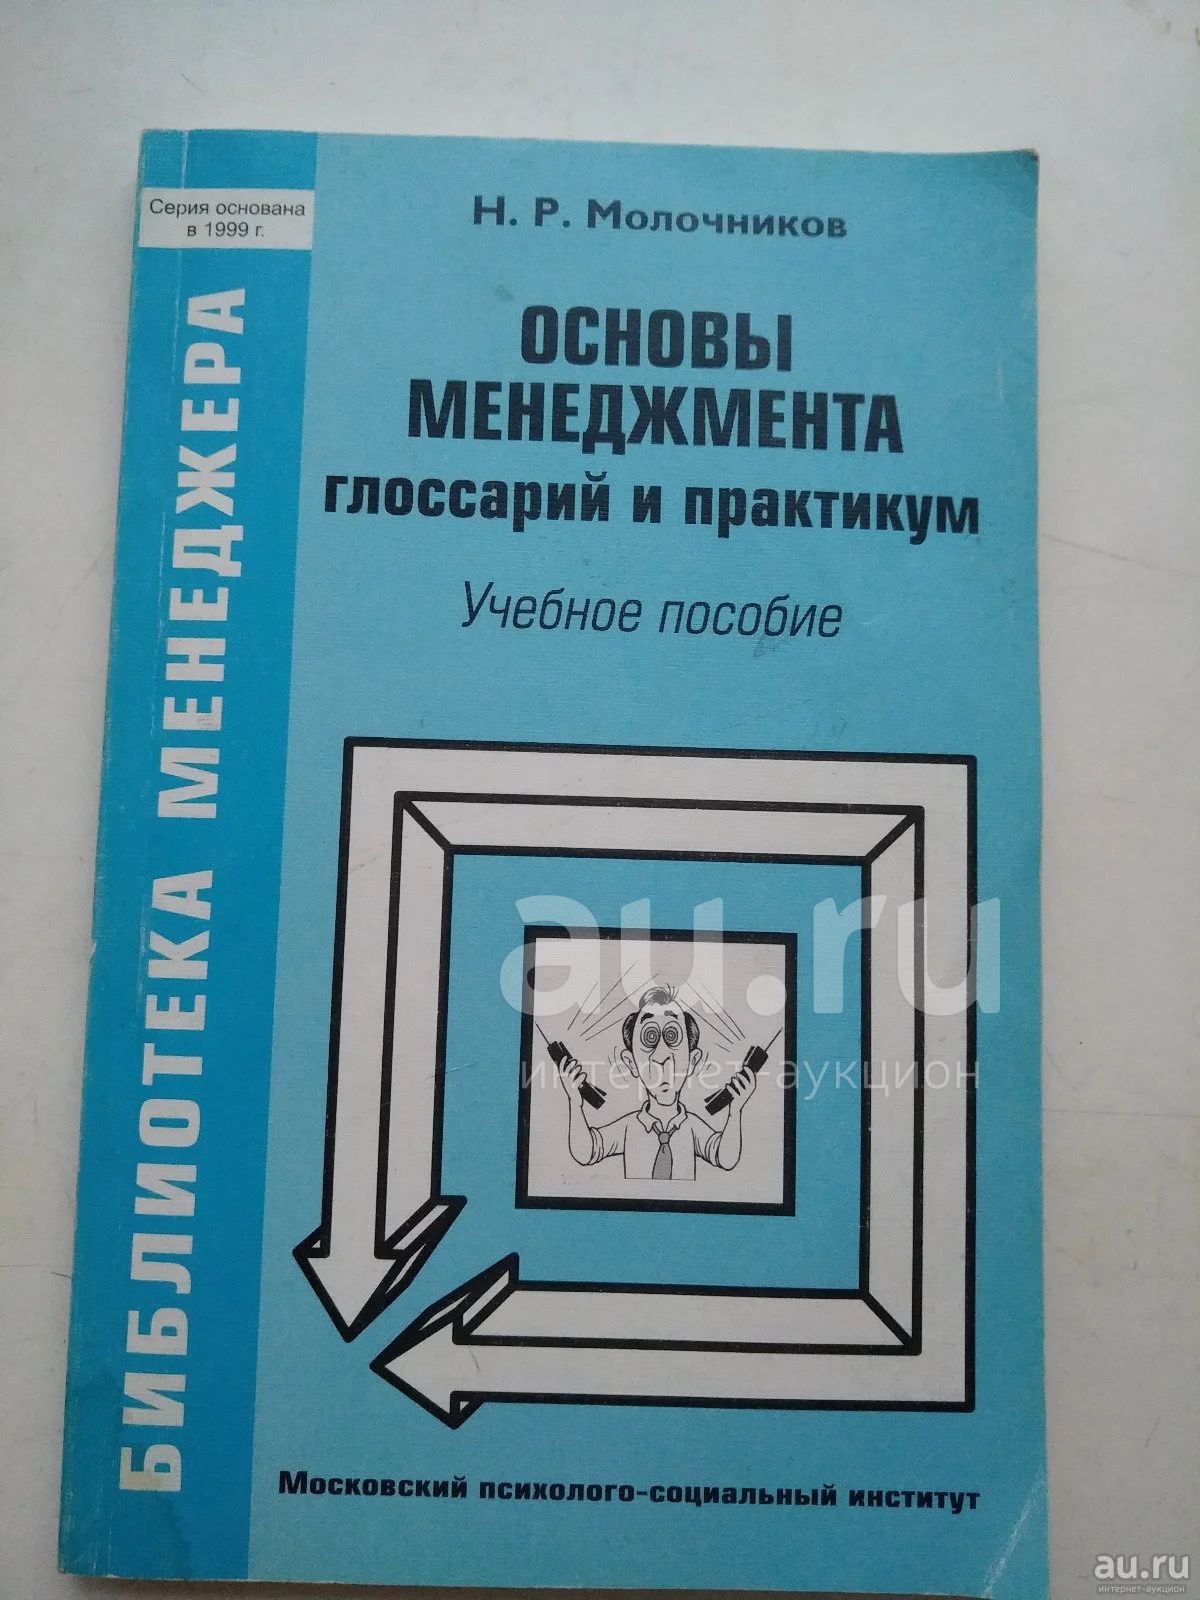 Серия основана
в 1999 г.
БИБЛИОТЕКА МЕНЕДЖЕРА
Н. Р. Молочников
ОСНОВЫ
МЕНЕДЖМЕНТА
глоссарий и практикум
Учебное пособие
au.ru
интернет-аукцион
Московский психолого-социальный институт
au.ru
интернет-аукцион